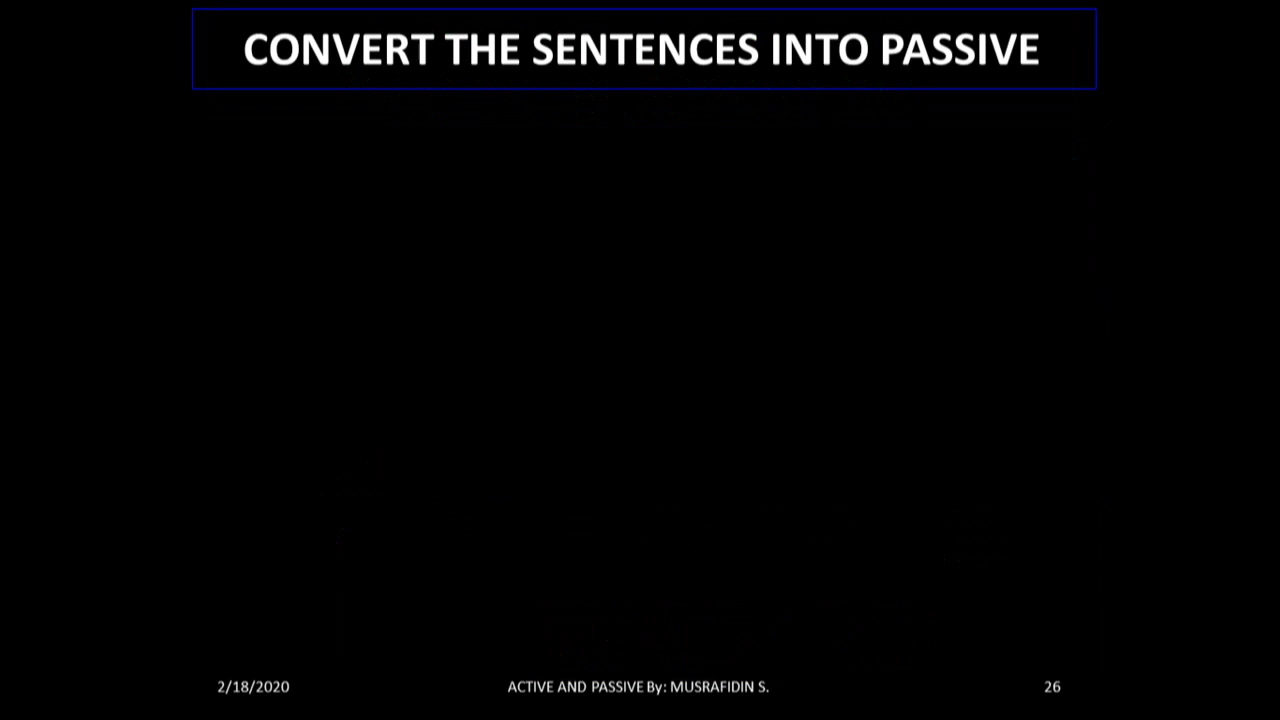 CONVERT THE SENTENCES INTO PASSIVE
2/18/2020 ACTIVE AND PASSIVE By: MUSRAFIDIN S. 26